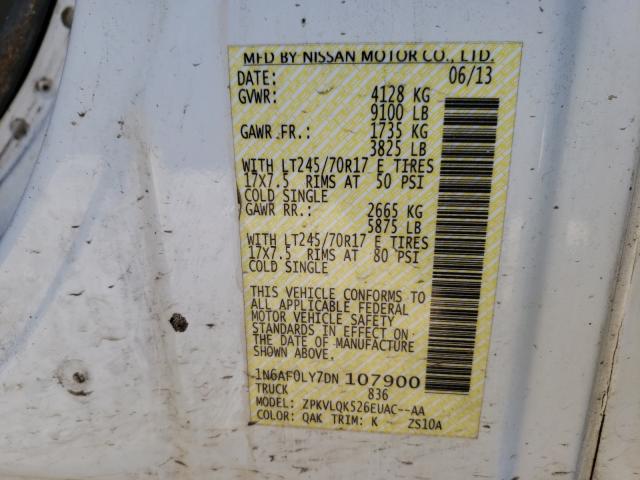 MFD BY NISSAN MOTOR CO., LTD.
DATE: 06/13
GVWR: 4128 KG
9100 LB
GAWR FR.: 1735 KG
3825 LB
WITH LT245/70R17 E TIRES
17X7.5 RIMS AT 50 PSI
COLD SINGLE
GAWR RR.: 2665 KG
5875 LB
WITH LT245/70R17 E TIRES
17X7.5 RIMS AT 80 PSI
COLD SINGLE
THIS VEHICLE CONFORMS TO
ALL APPLICABLE FEDERAL
MOTOR VEHICLE SAFETY
STANDARDS IN EFFECT ON
THE DATE OF MANUFACTURE
SHOWN ABOVE.
1N6AF0LY7DN 107900
TRUCK 836
MODEL: ZPKVLQK526EUAC--AA
COLOR: QAK TRIM: K ZS10A